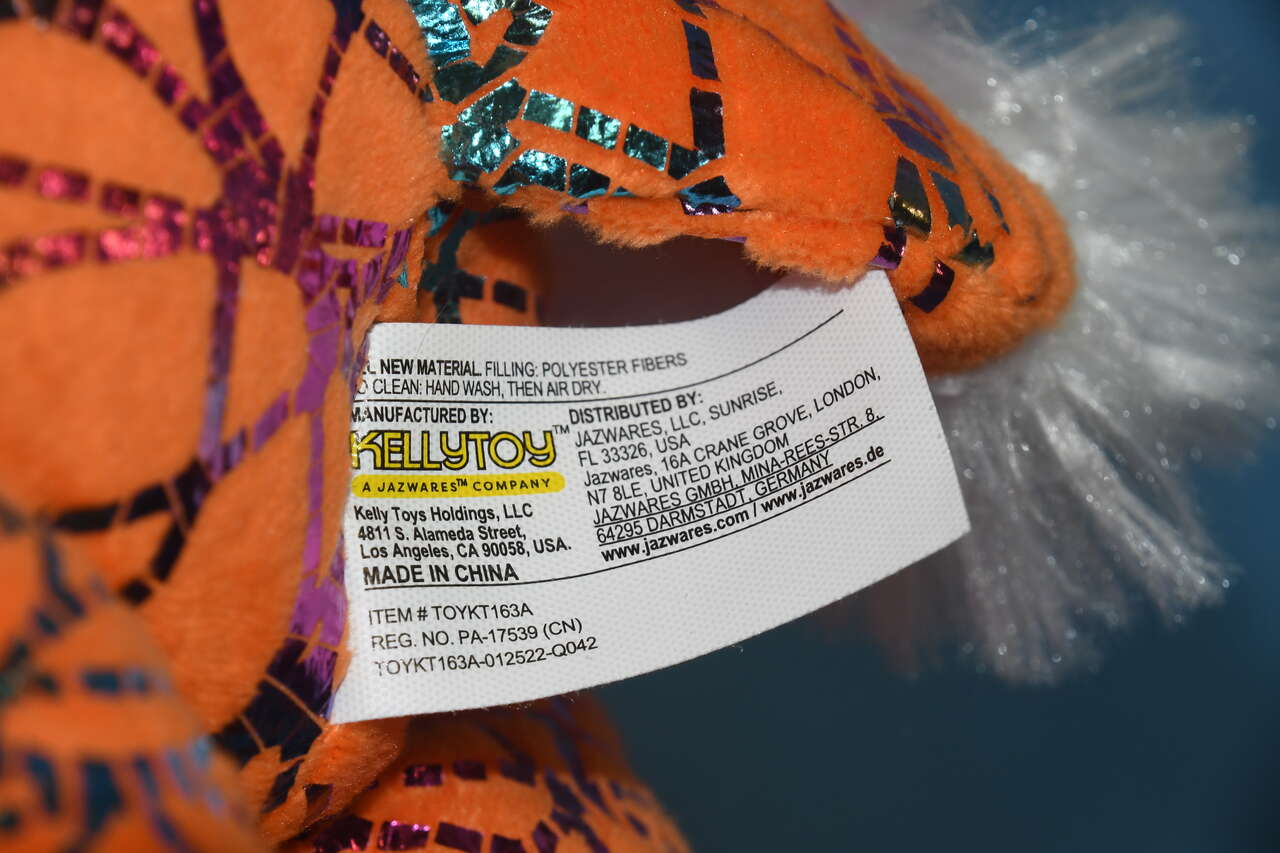 NEW MATERIAL. FILLING: POLYESTER FIBERS
CLEAN: HAND WASH, THEN AIR DRY.
MANUFACTURED BY:
KELLYTOY™
A JAZWARES™ COMPANY
Kelly Toys Holdings, LLC
4811 S. Alameda Street,
Los Angeles, CA 90058, USA.
MADE IN CHINA
DISTRIBUTED BY:
JAZWARES, LLC, SUNRISE,
FL 33326, USA
Jazwares, 16A CRANE GROVE, LONDON,
N7 8LE, UNITED KINGDOM
JAZWARES GMBH, MINA-REES-STR. 8,
64295 DARMSTADT, GERMANY
www.jazwares.com / www.jazwares.de
ITEM # TOYKT163A
REG. NO. PA-17539 (CN)
TOYKT163A-012522-Q042